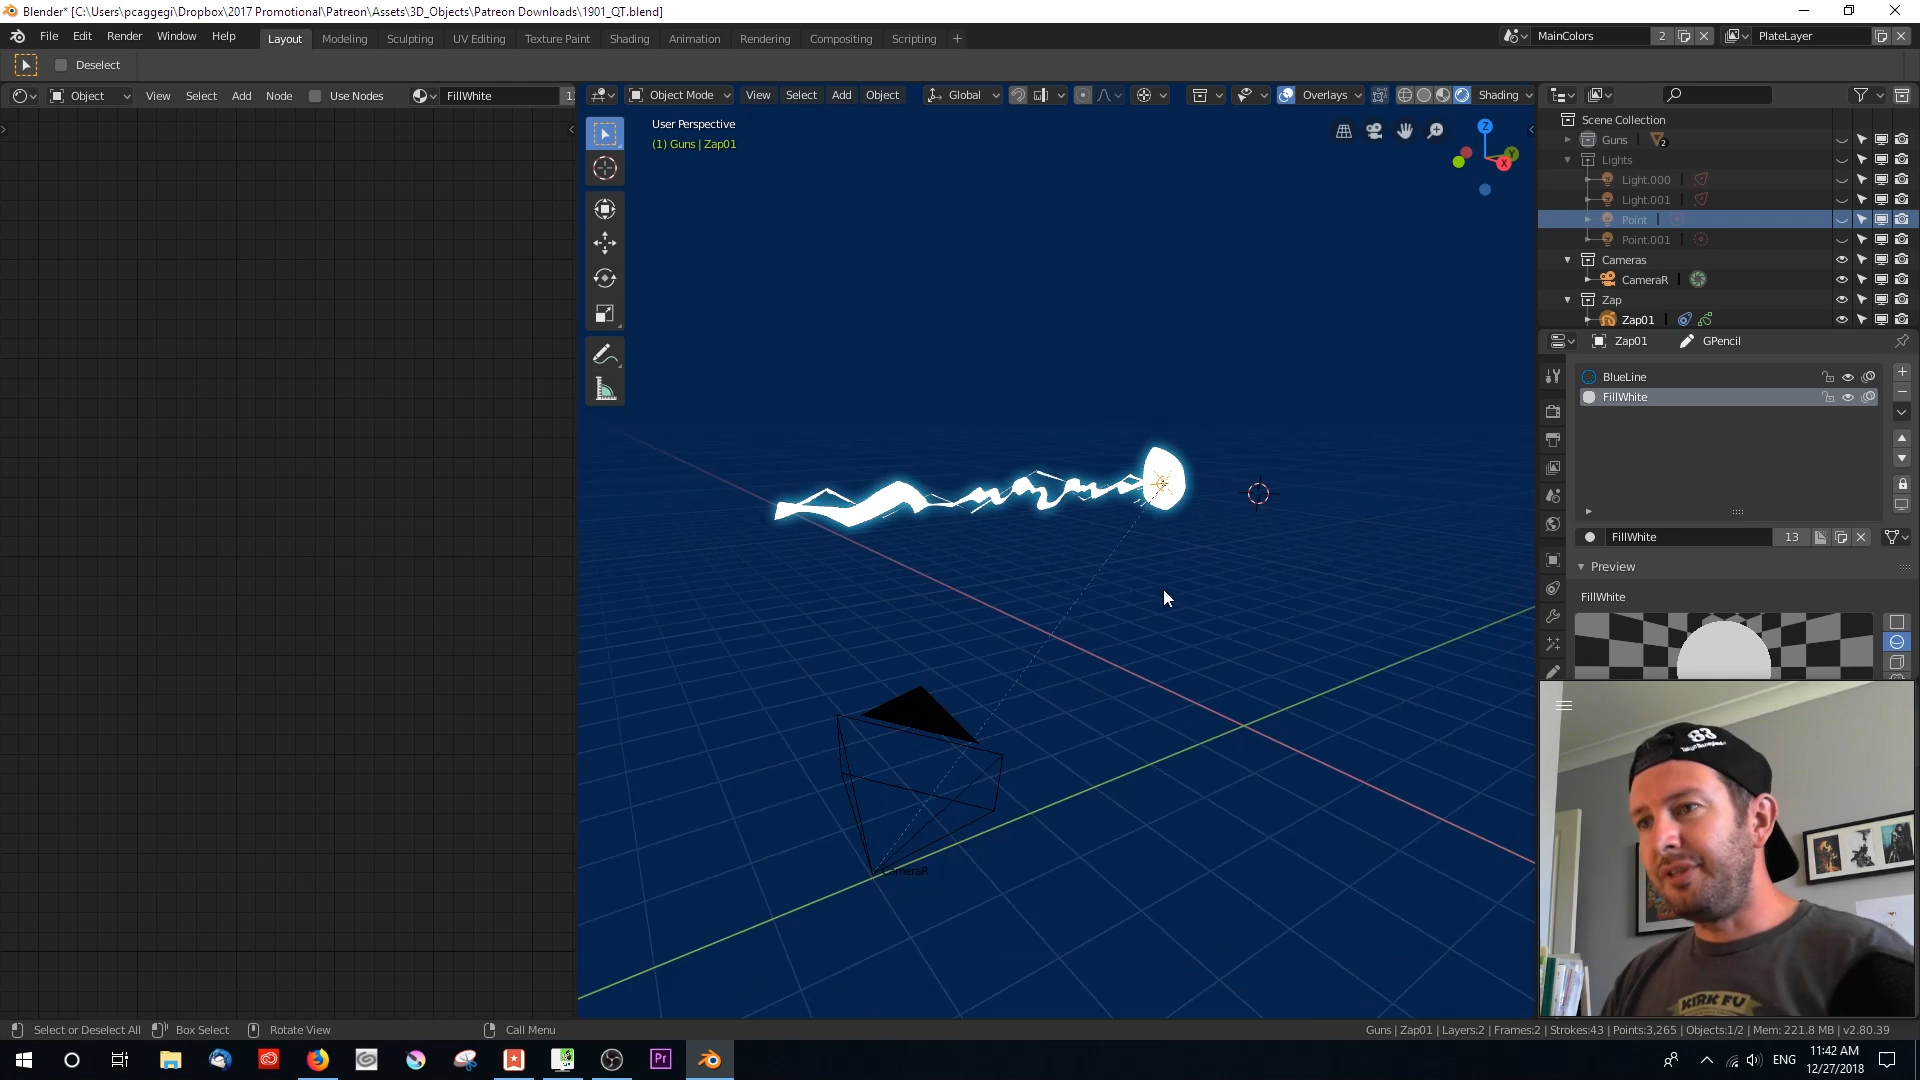 Blender* [C:\Users\pcaggegi\Dropbox\2017 Promotional\Patreon\Assets\3D_Objects\Patreon Downloads\1901_QT.blend]
File Edit Render Window Help Layout Modeling Sculpting UV Editing Texture Paint Shading Animation Rendering Compositing Scripting + MainColors 2 PlateLayer
Deselect
Object View Select Add Node Use Nodes FillWhite 1 Object Mode View Select Add Object Global Overlays Shading
User Perspective
(1) Guns | Zap01
Z
Y
X
Scene Collection
Guns 2
Lights
Light.000
Light.001
Point
Point.001
Cameras
CameraR
Zap
Zap01
Zap01 GPencil
BlueLine
FillWhite
FillWhite 13
Preview
FillWhite
CameraR
83
KIRK FU
Select or Deselect All Box Select Rotate View Call Menu Guns | Zap01 | Layers:2 | Frames:2 | Strokes:43 | Points:3,265 | Objects:1/2 | Mem: 221.8 MB | v2.80.39
Pr ENG 11:42 AM
12/27/2018